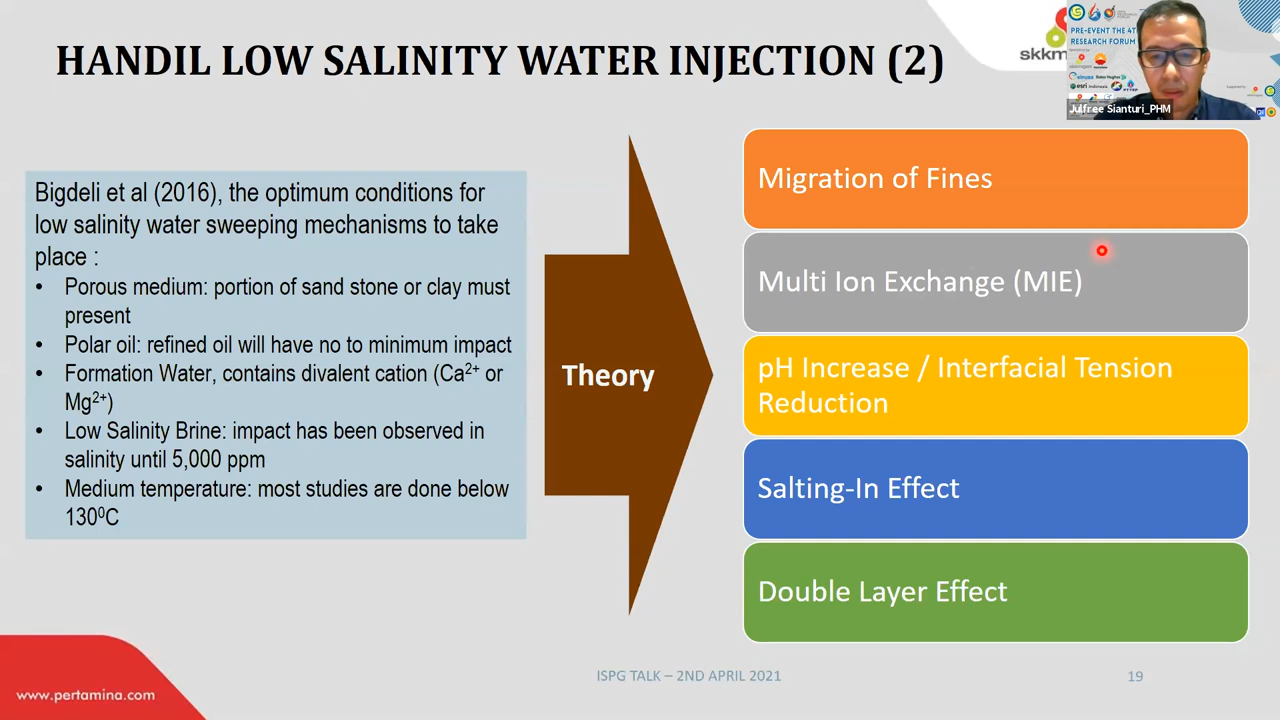 HANDIL LOW SALINITY WATER INJECTION (2)
skkm
PRE-EVENT THE 4T
RESEARCH FORUM
esri Indonesia
Julfree Sianturi_PHM
Bigdeli et al (2016), the optimum conditions for
low salinity water sweeping mechanisms to take
place :
• Porous medium: portion of sand stone or clay must
present
• Polar oil: refined oil will have no to minimum impact
• Formation Water, contains divalent cation (Ca²⁺ or
Mg²⁺)
• Low Salinity Brine: impact has been observed in
salinity until 5,000 ppm
• Medium temperature: most studies are done below
130⁰C
Theory
Migration of Fines
Multi Ion Exchange (MIE)
pH Increase / Interfacial Tension
Reduction
Salting-In Effect
Double Layer Effect
www.pertamina.com
ISPG TALK – 2ND APRIL 2021
19